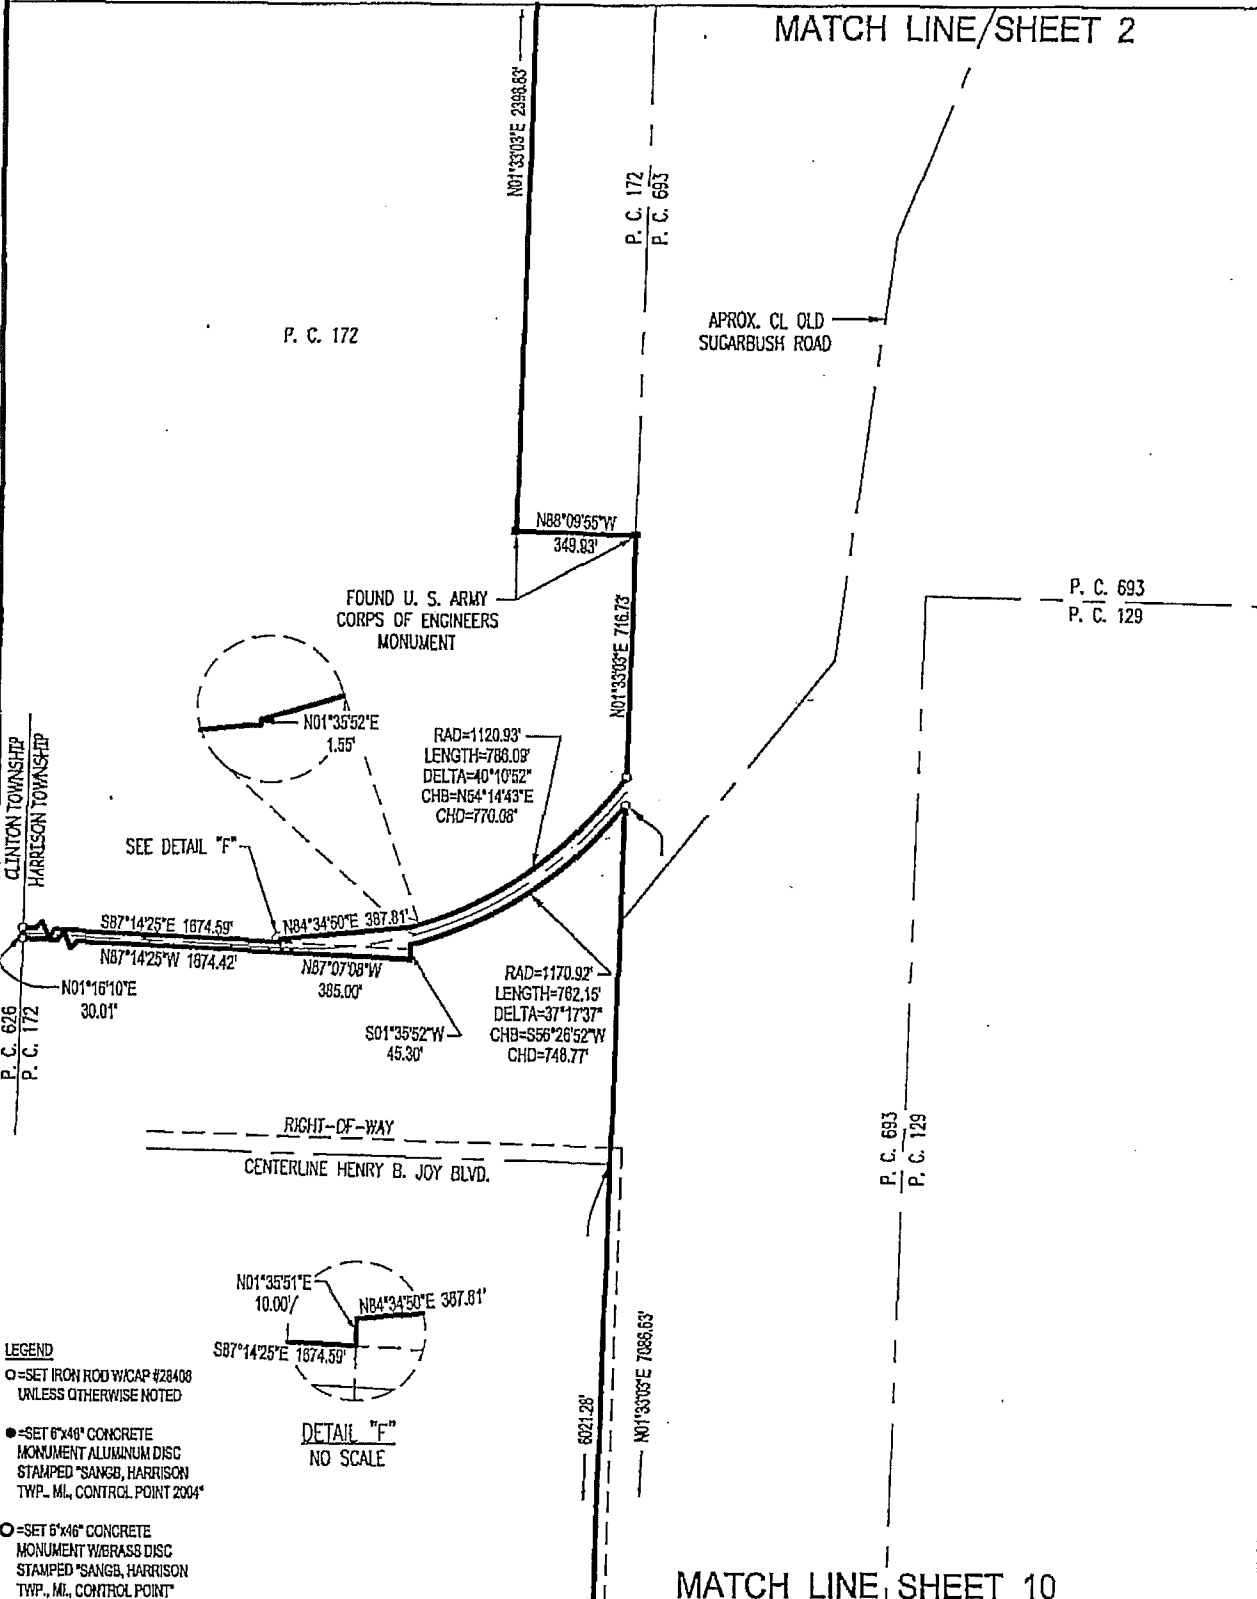 MATCH LINE/SHEET 2
N01°33'03"E 2398.83'
P. C. 172
P. C. 693
P. C. 172
APROX. CL OLD
SUGARBUSH ROAD
N88°09'55"W
349.93'
FOUND U. S. ARMY
CORPS OF ENGINEERS
MONUMENT
P. C. 693
P. C. 129
N01°33'03"E 716.73'
N01°35'52"E
1.55'
RAD=1120.93'
LENGTH=786.09'
DELTA=40°10'52"
CHB=N54°14'43"E
CHD=770.08'
CLINTON TOWNSHIP
HARRISON TOWNSHIP
SEE DETAIL "F"
S87°14'25"E 1674.59'
N84°34'50"E 387.81'
N87°14'25"W 1674.42'
N87°07'08"W
385.00'
N01°16'10"E
30.01'
RAD=1170.92'
LENGTH=762.15'
DELTA=37°17'37"
CHB=S56°26'52"W
CHD=748.77'
S01°35'52"W
45.30'
P. C. 626
P. C. 172
RIGHT-OF-WAY
CENTERLINE HENRY B. JOY BLVD.
P. C. 693
P. C. 129
N01°35'51"E
10.00'
N84°34'50"E 387.81'
S87°14'25"E 1674.59'
DETAIL "F"
NO SCALE
6021.28'
N01°33'03"E 7086.63'
LEGEND
=SET IRON ROD W/CAP #28408
UNLESS OTHERWISE NOTED
=SET 6"x48" CONCRETE
MONUMENT ALUMINUM DISC
STAMPED "SANGB, HARRISON
TWP., MI., CONTROL POINT 2004"
=SET 6"x46" CONCRETE
MONUMENT W/BRASS DISC
STAMPED "SANGB, HARRISON
TWP., MI., CONTROL POINT"
MATCH LINE SHEET 10